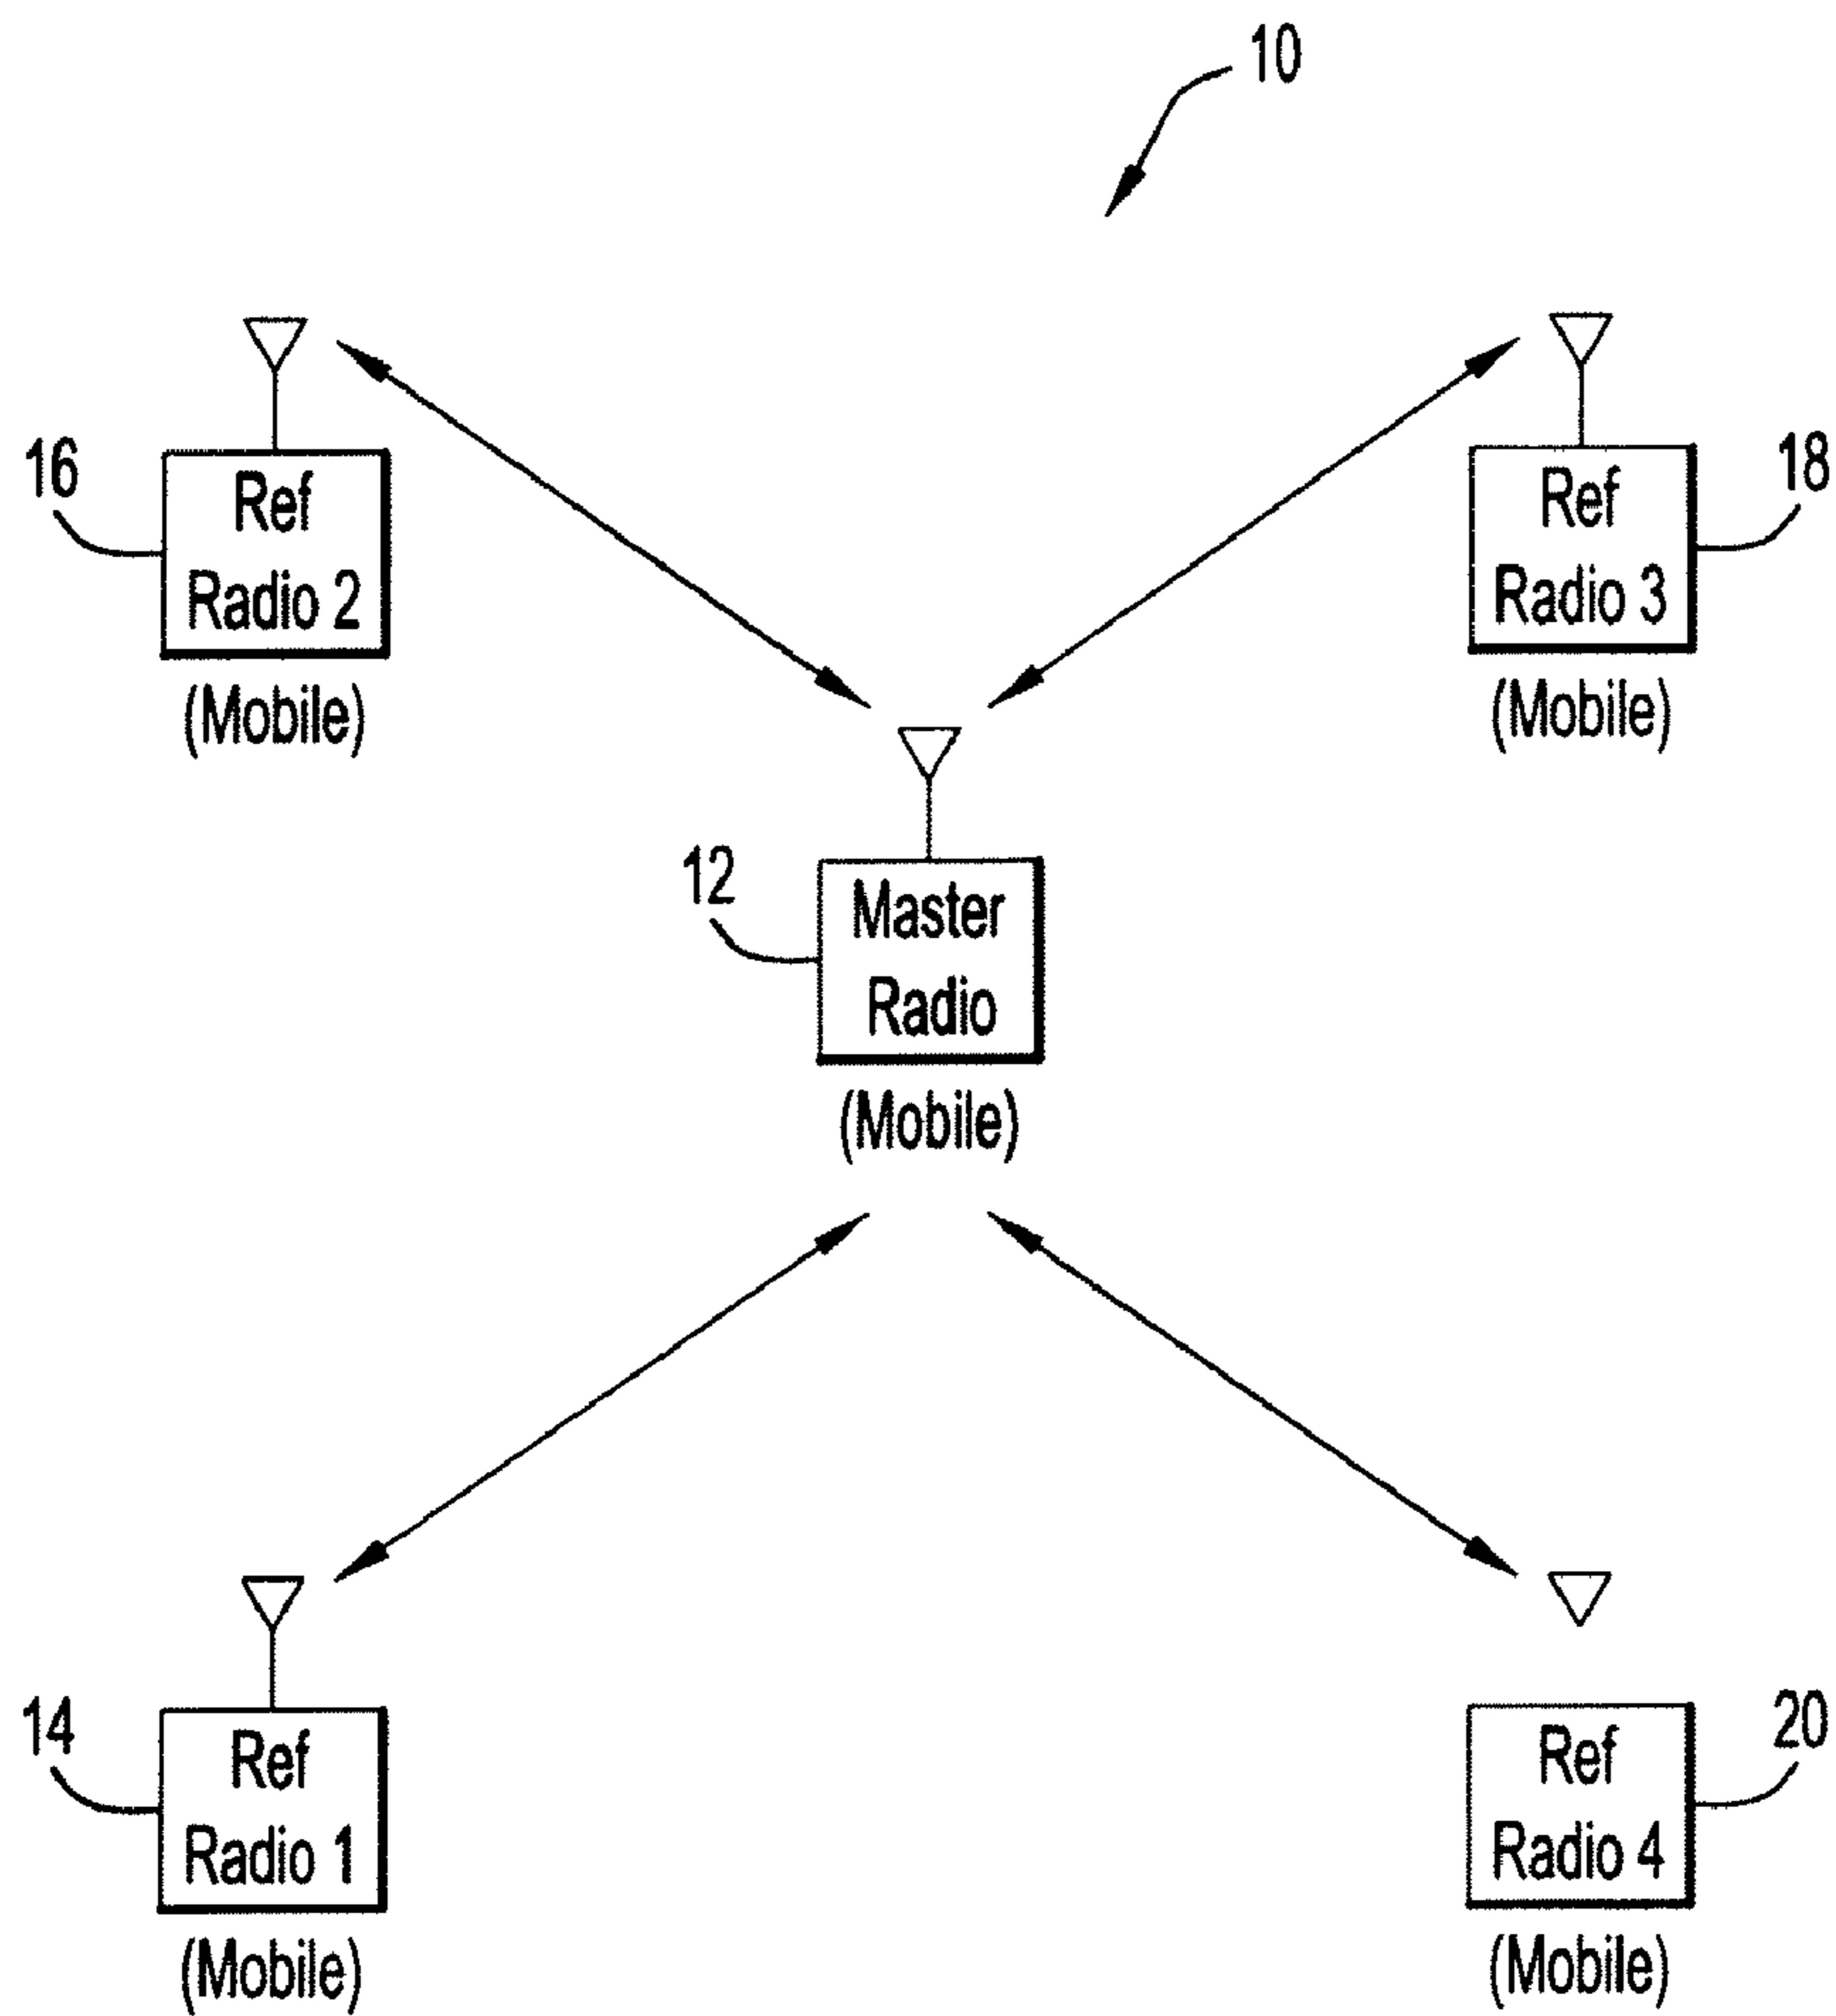 10
16
Ref
Radio 2
(Mobile)
18
Ref
Radio 3
(Mobile)
12
Master
Radio
(Mobile)
14
Ref
Radio 1
(Mobile)
20
Ref
Radio 4
(Mobile)